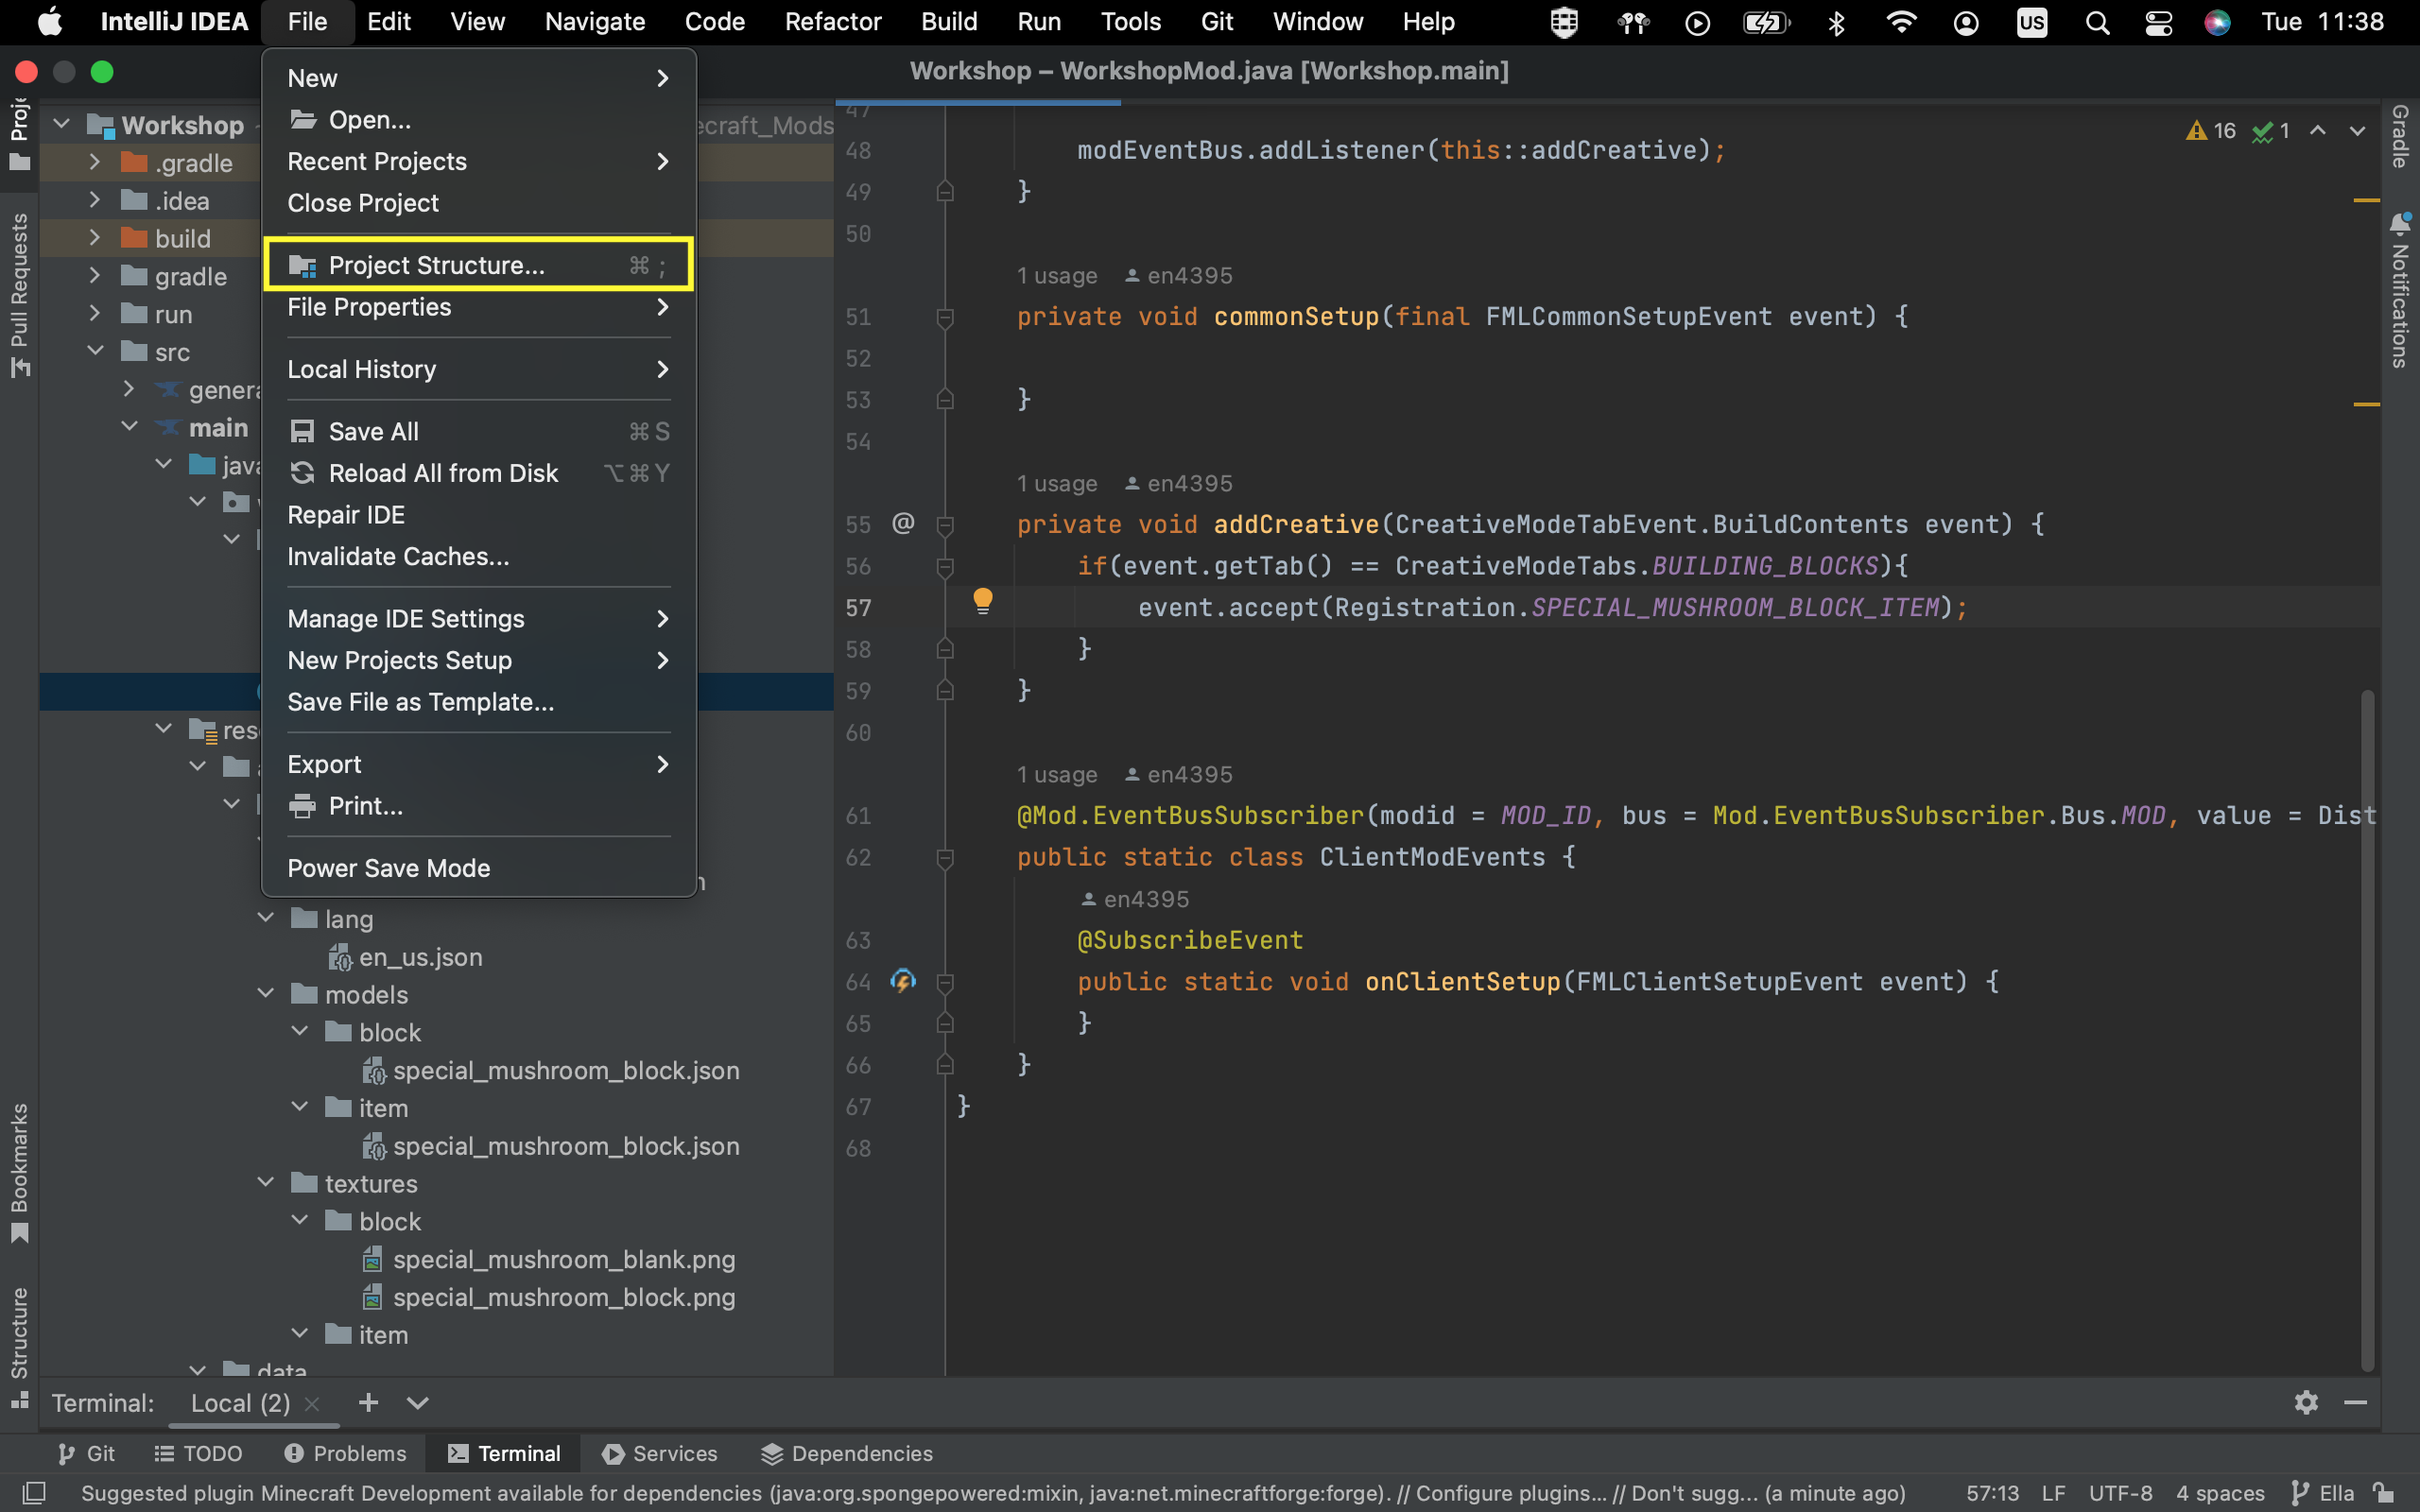 IntelliJ IDEA File Edit View Navigate Code Refactor Build Run Tools Git Window Help US Tue 11:38
Workshop – WorkshopMod.java [Workshop.main]
New
Open...
Recent Projects
Close Project
Project Structure... ⌘ ;
File Properties
Local History
Save All ⌘ S
Reload All from Disk ⌥ ⌘ Y
Repair IDE
Invalidate Caches...
Manage IDE Settings
New Projects Setup
Save File as Template...
Export
Print...
Power Save Mode
Pull Requests
Bookmarks
Structure
Workshop
.gradle
.idea
build
gradle
run
src
main
lang
en_us.json
models
block
special_mushroom_block.json
item
special_mushroom_block.json
textures
block
special_mushroom_blank.png
special_mushroom_block.png
item
data
47
48 modEventBus.addListener(this::addCreative);
49 }
50
1 usage en4395
51 private void commonSetup(final FMLCommonSetupEvent event) {
52
53 }
54
1 usage en4395
55 @ private void addCreative(CreativeModeTabEvent.BuildContents event) {
56 if(event.getTab() == CreativeModeTabs.BUILDING_BLOCKS){
57 event.accept(Registration.SPECIAL_MUSHROOM_BLOCK_ITEM);
58 }
59 }
60
1 usage en4395
61 @Mod.EventBusSubscriber(modid = MOD_ID, bus = Mod.EventBusSubscriber.Bus.MOD, value = Dist
62 public static class ClientModEvents {
en4395
63 @SubscribeEvent
64 public static void onClientSetup(FMLClientSetupEvent event) {
65 }
66 }
67 }
68
16 1
Gradle
Notifications
Terminal: Local (2)
Git TODO Problems Terminal Services Dependencies
Suggested plugin Minecraft Development available for dependencies (java:org.spongepowered:mixin, java:net.minecraftforge:forge). // Configure plugins... // Don't sugg... (a minute ago) 57:13 LF UTF-8 4 spaces Ella